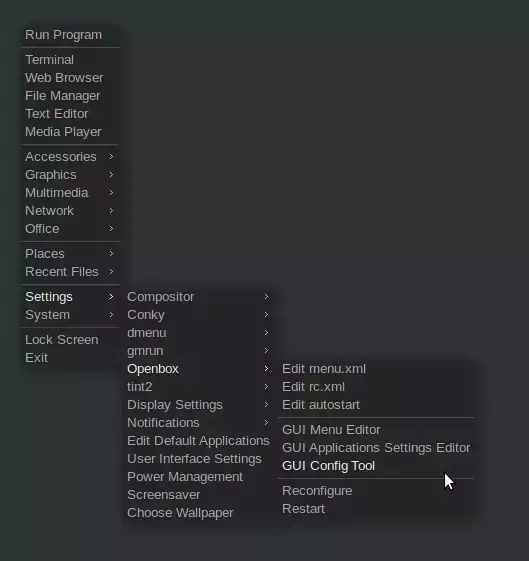 Run Program
Terminal
Web Browser
File Manager
Text Editor
Media Player
Accessories
Graphics
Multimedia
Network
Office
Places
Recent Files
Settings
System
Lock Screen
Exit
Compositor
Conky
dmenu
gmrun
Openbox
tint2
Display Settings
Notifications
Edit Default Applications
User Interface Settings
Power Management
Screensaver
Choose Wallpaper
Edit menu.xml
Edit rc.xml
Edit autostart
GUI Menu Editor
GUI Applications Settings Editor
GUI Config Tool
Reconfigure
Restart